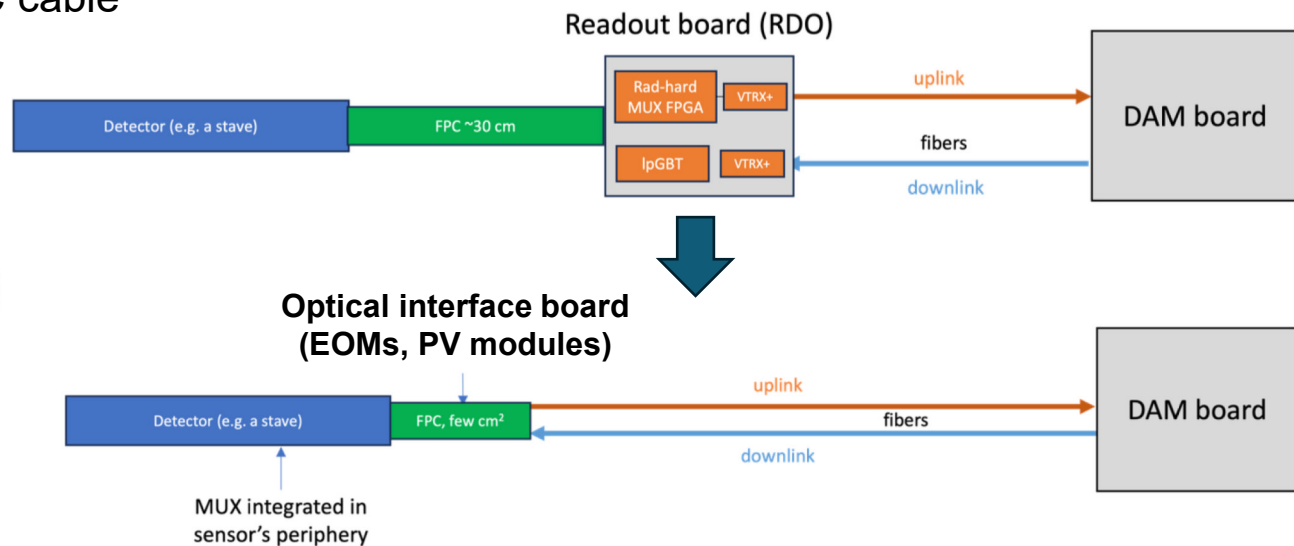 cable
Readout board (RDO)
Detector (e.g. a stave)
FPC ~30 cm
Rad-hard
MUX FPGA
VTRX+
lpGBT
VTRX+
uplink
fibers
downlink
DAM board
Optical interface board
(EOMs, PV modules)
Detector (e.g. a stave)
FPC, few cm²
uplink
fibers
downlink
DAM board
MUX integrated in
sensor's periphery